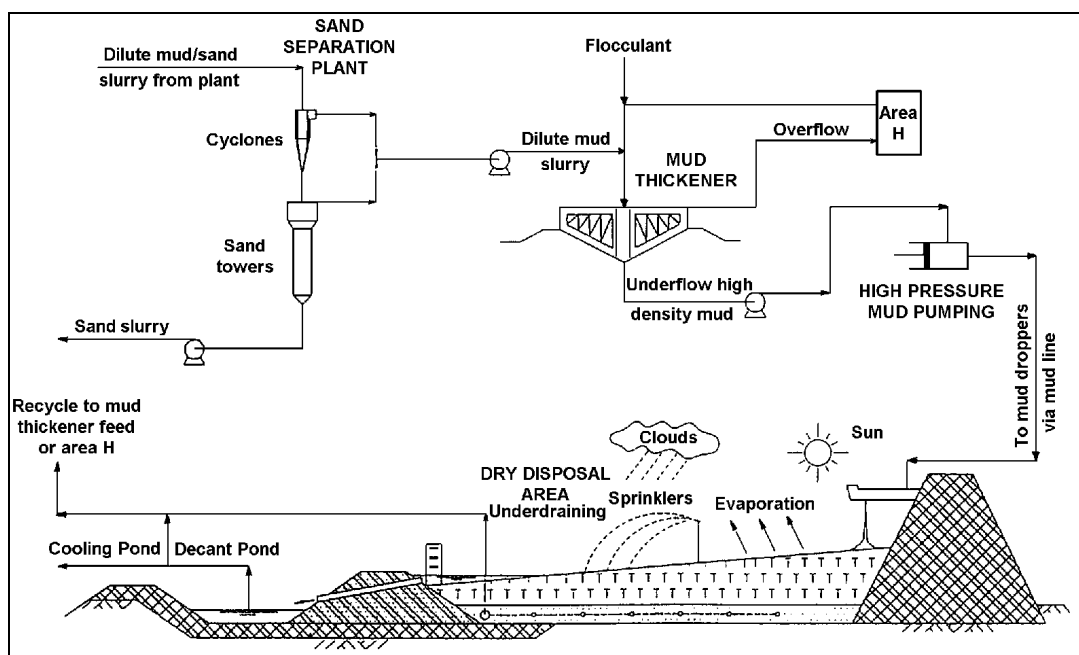 SAND
SEPARATION
PLANT
Dilute mud/sand
slurry from plant
Cyclones
Sand
towers
Sand slurry
Flocculant
Dilute mud
slurry
MUD
THICKENER
Overflow
Area
H
Underflow high
density mud
HIGH PRESSURE
MUD PUMPING
To mud droppers
via mud line
Recycle to mud
thickener feed
or area H
Cooling Pond
Decant Pond
DRY DISPOSAL
AREA
Underdraining
Clouds
Sprinklers
Sun
Evaporation